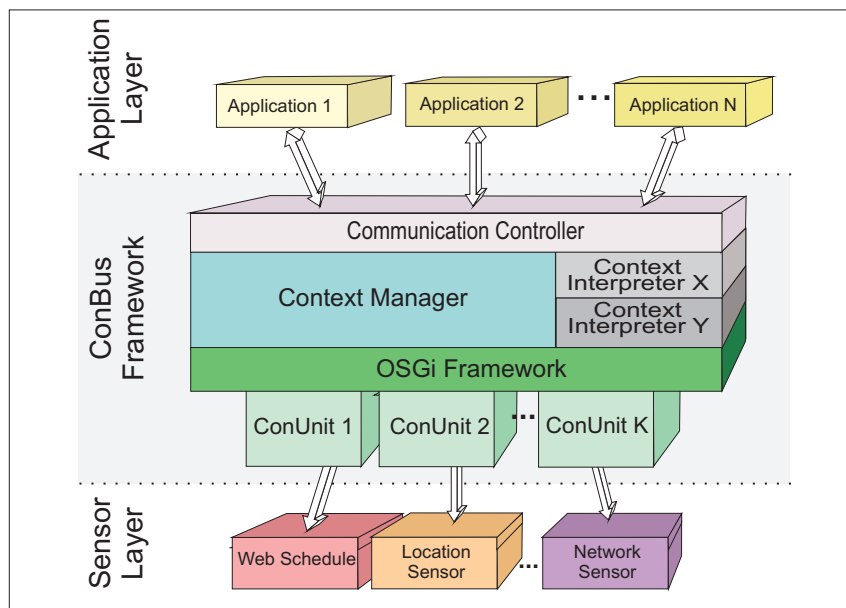 Application
Layer
Application 1
Application 2
...
Application N
ConBus
Framework
Communication Controller
Context Manager
Context
Interpreter X
Context
Interpreter Y
OSGi Framework
ConUnit 1
ConUnit 2
...
ConUnit K
Sensor
Layer
Web Schedule
Location
Sensor
...
Network
Sensor